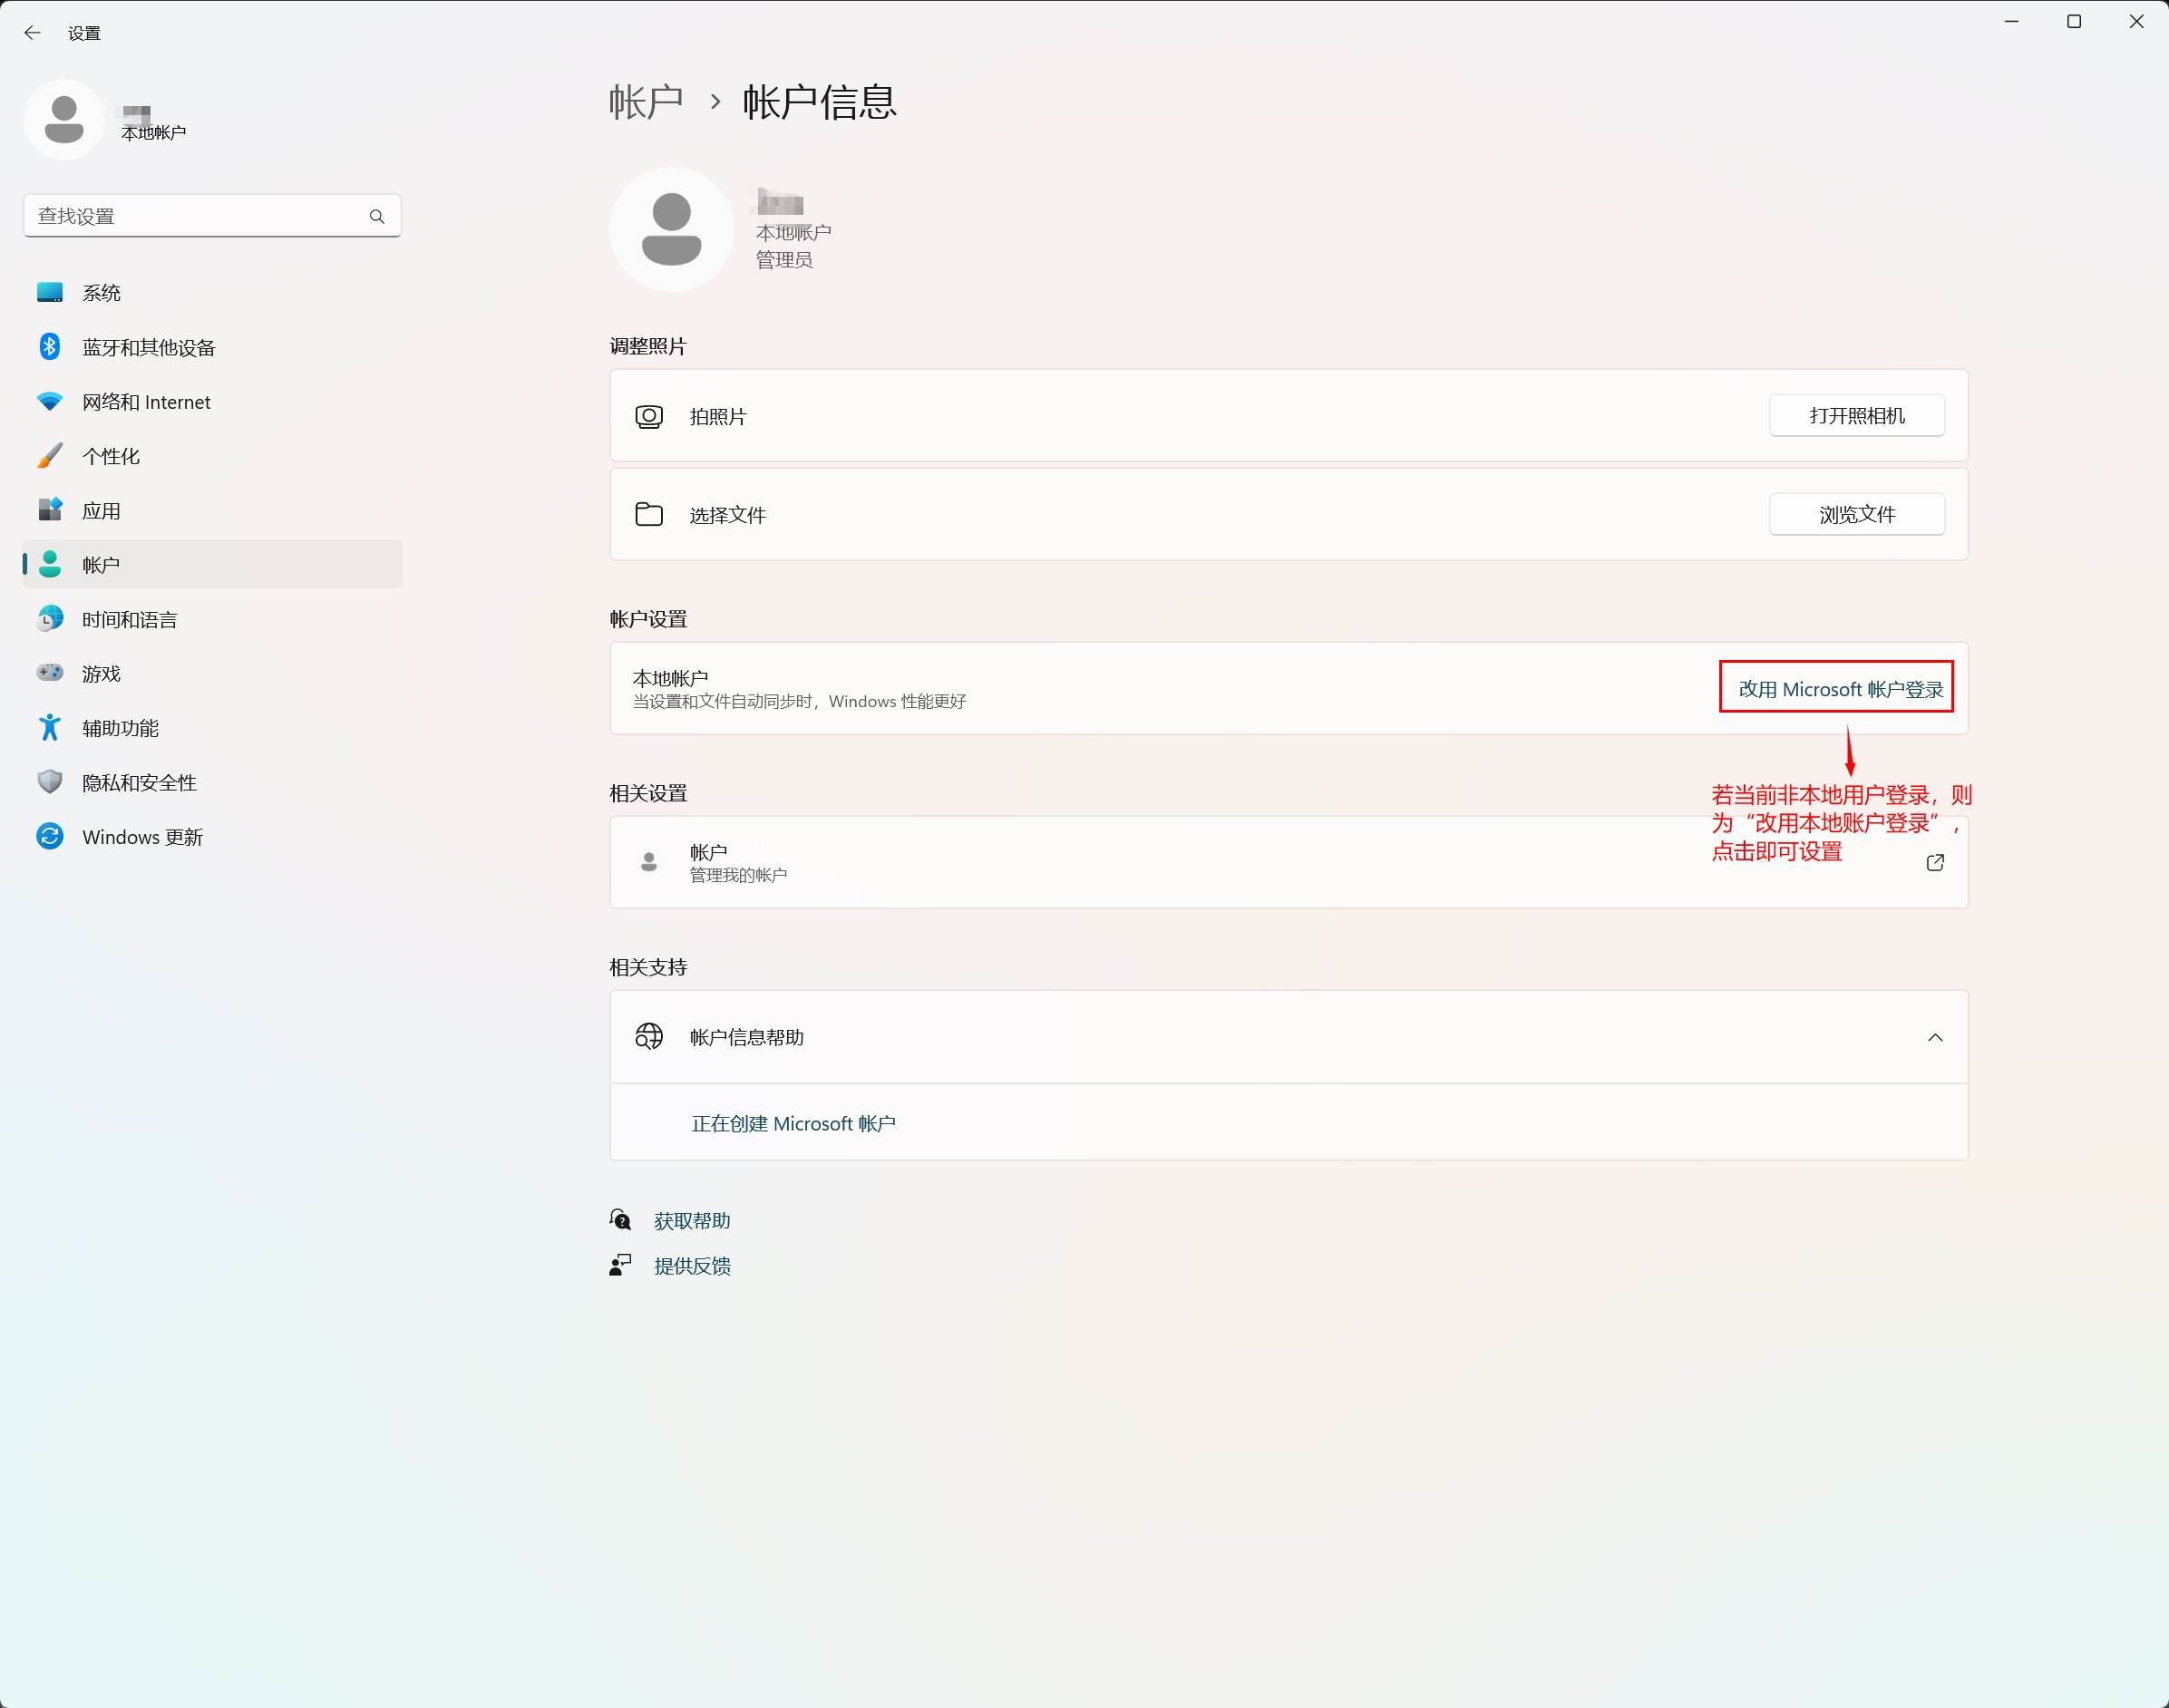 设置
本地帐户
查找设置
系统
蓝牙和其他设备
网络和 Internet
个性化
应用
帐户
时间和语言
游戏
辅助功能
隐私和安全性
Windows 更新
帐户 › 帐户信息
本地帐户
管理员
调整照片
拍照片
打开照相机
选择文件
浏览文件
帐户设置
本地帐户
当设置和文件自动同步时，Windows 性能更好
改用 Microsoft 帐户登录
若当前非本地用户登录，则
为“改用本地账户登录”，
点击即可设置
相关设置
帐户
管理我的帐户
相关支持
帐户信息帮助
正在创建 Microsoft 帐户
获取帮助
提供反馈